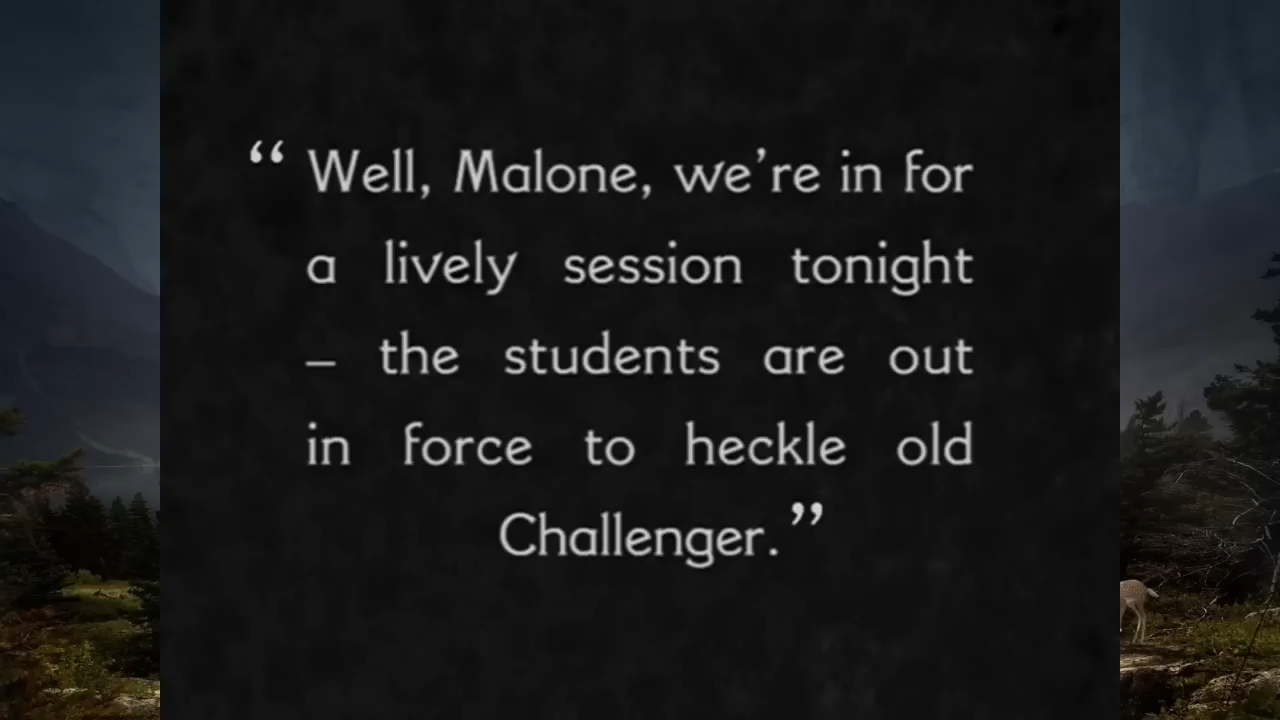 “ Well, Malone, we’re in for
a lively session tonight
– the students are out
in force to heckle old
Challenger.”